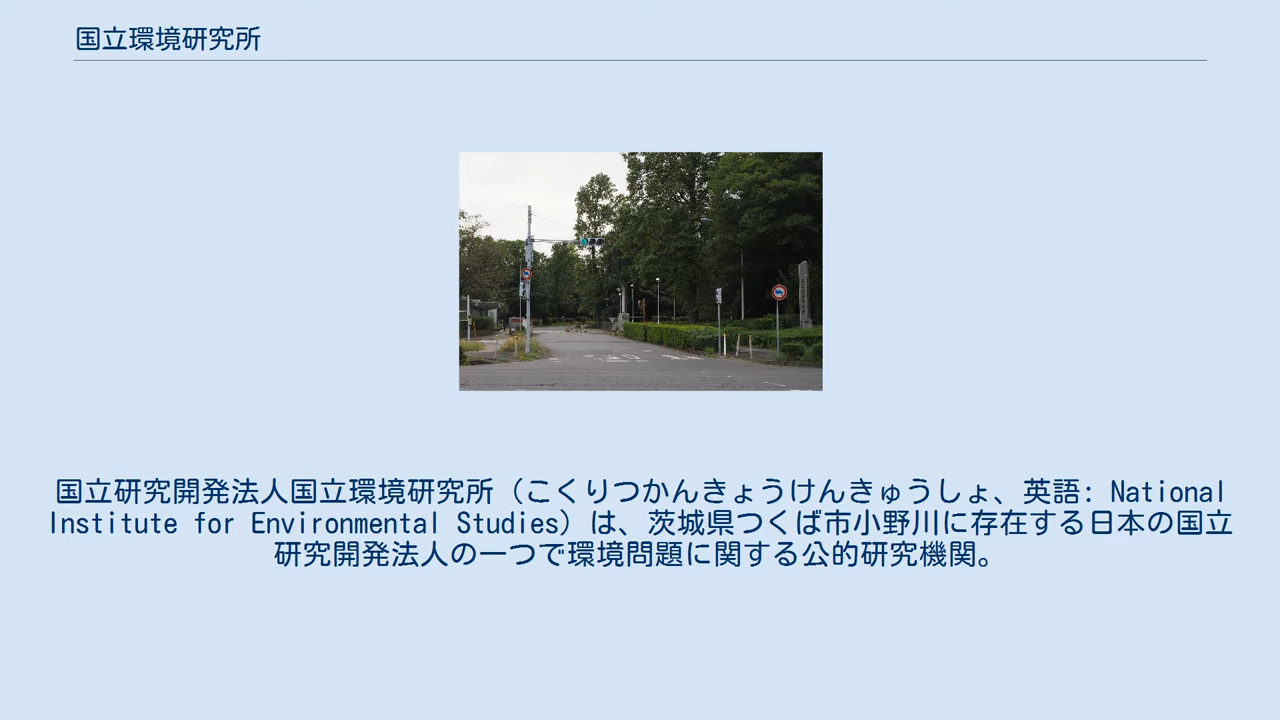 国立環境研究所
国立研究開発法人国立環境研究所（こくりつかんきょうけんきゅうしょ、英語: National
Institute for Environmental Studies）は、茨城県つくば市小野川に存在する日本の国立
研究開発法人の一つで環境問題に関する公的研究機関。